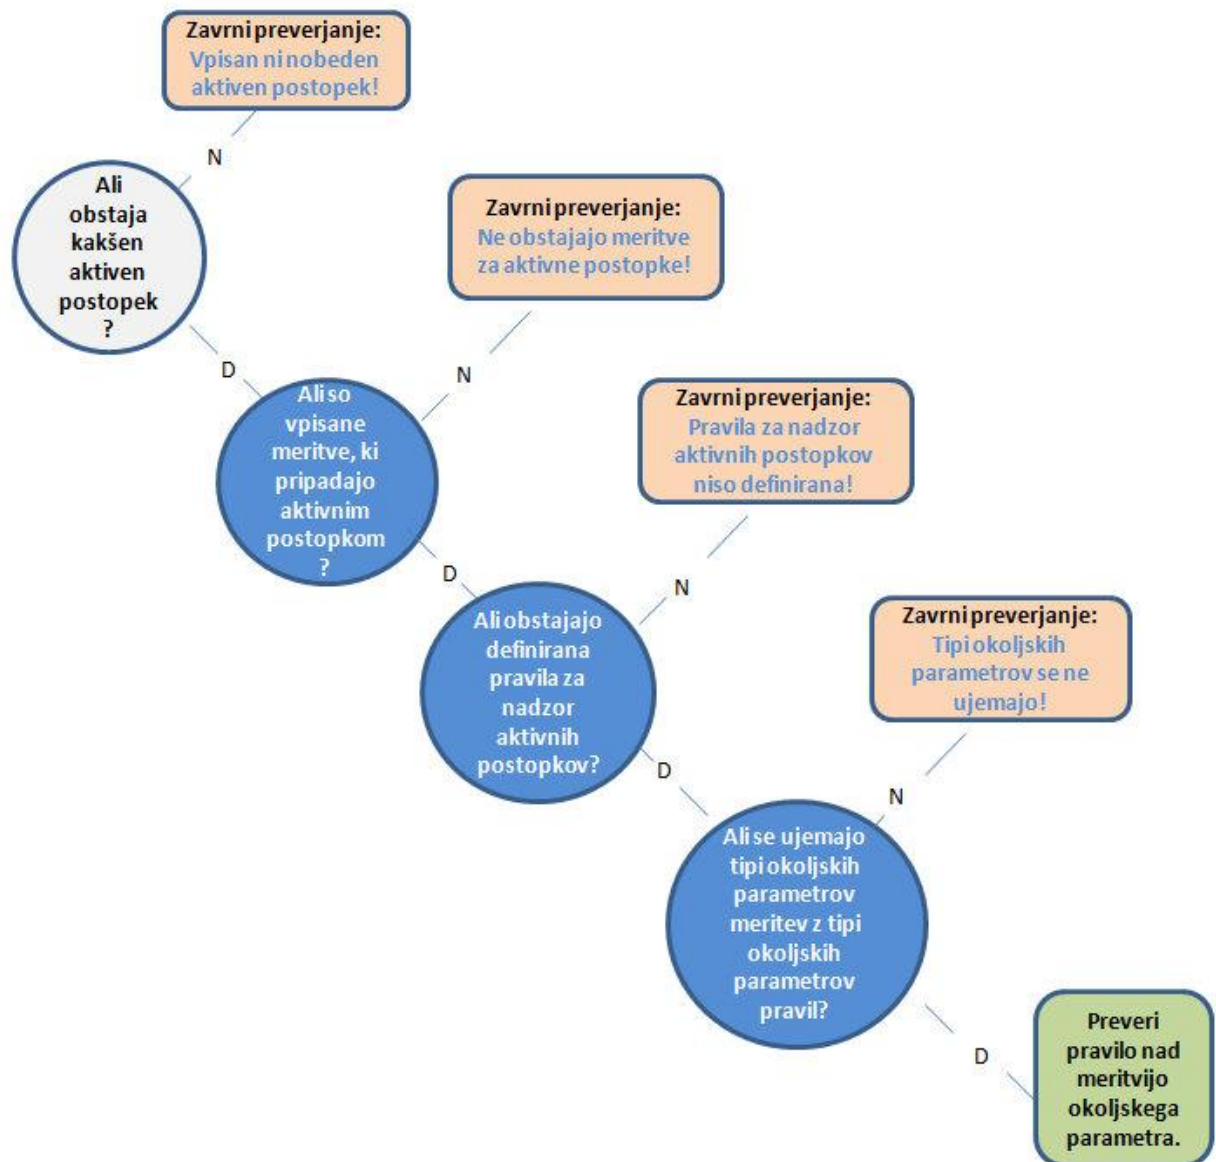 Zavrni preverjanje:
Vpisan ni nobeden
aktiven postopek!
N
Ali
obstaja
kakšen
aktiven
postopek
?
D
Zavrni preverjanje:
Ne obstajajo meritve
za aktivne postopke!
N
Ali so
vpisane
meritve, ki
pripadajo
aktivnim
postopkom
?
D
Zavrni preverjanje:
Pravila za nadzor
aktivnih postopkov
niso definirana!
N
Ali obstajajo
definirana
pravila za
nadzor
aktivnih
postopkov?
D
Zavrni preverjanje:
Tipi okoljskih
parametrov se ne
ujemajo!
N
Ali se ujemajo
tipi okoljskih
parametrov
meritev z tipi
okoljskih
parametrov
pravil?
D
Preveri
pravilo nad
meritvijo
okoljskega
parametra.